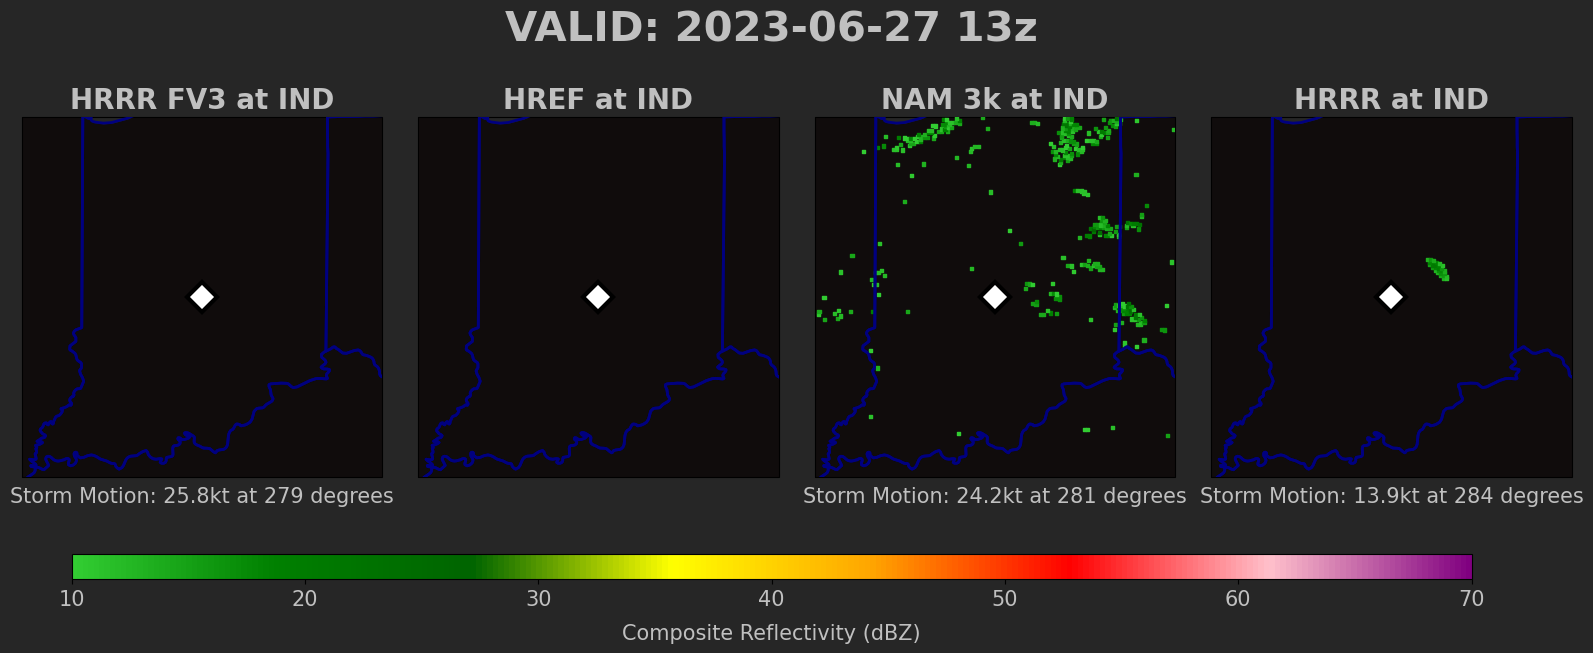 VALID: 2023-06-27 13z
HRRR FV3 at IND
HREF at IND
NAM 3k at IND
HRRR at IND
Storm Motion: 25.8kt at 279 degrees
Storm Motion: 24.2kt at 281 degrees
Storm Motion: 13.9kt at 284 degrees
10 20 30 40 50 60 70
Composite Reflectivity (dBZ)